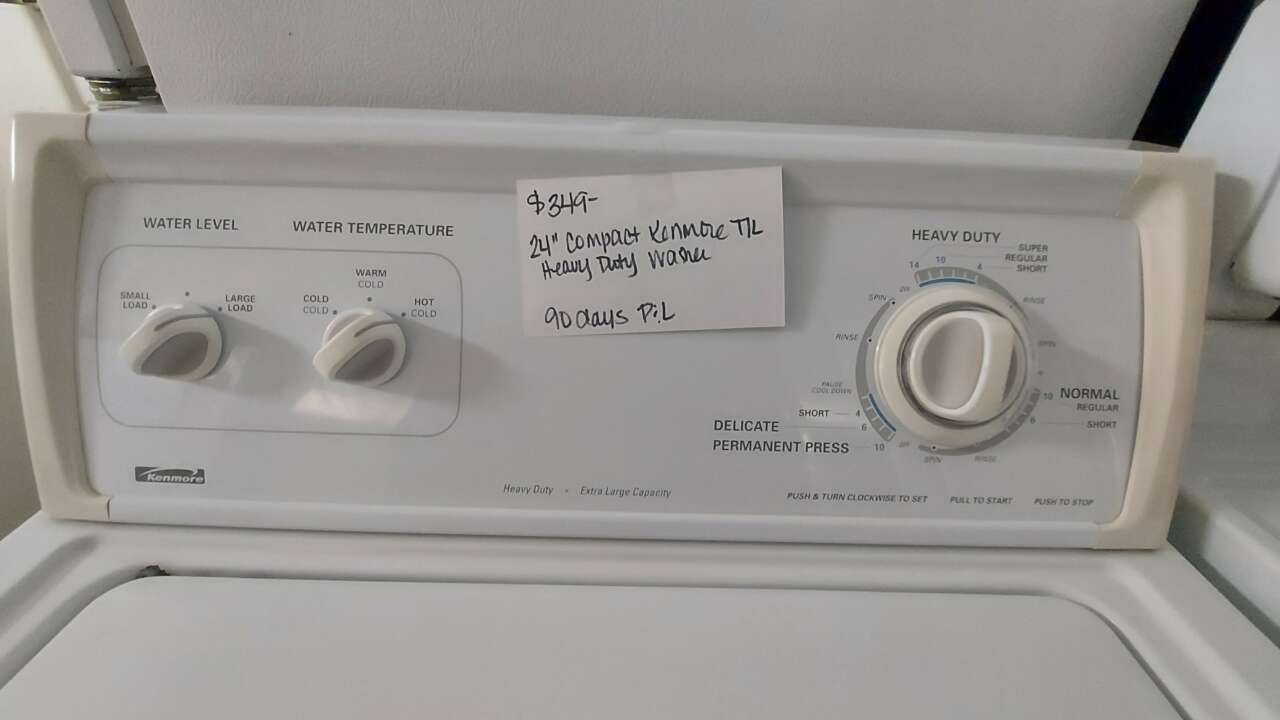 $349-
24" Compact Kenmore T/L
Heavy Duty Washer
90 days P:L
WATER LEVEL
SMALL
LOAD
LARGE
LOAD
WATER TEMPERATURE
WARM
COLD
COLD
COLD
HOT
COLD
Kenmore
Heavy Duty • Extra Large Capacity
HEAVY DUTY
SUPER
REGULAR
SHORT
14 10 4
OFF
SPIN
RINSE
RINSE
SPIN
PAUSE
COOL DOWN
10 NORMAL
REGULAR
6 SHORT
SHORT 4
DELICATE 6
PERMANENT PRESS 10
OFF
SPIN
RINSE
PUSH & TURN CLOCKWISE TO SET PULL TO START PUSH TO STOP